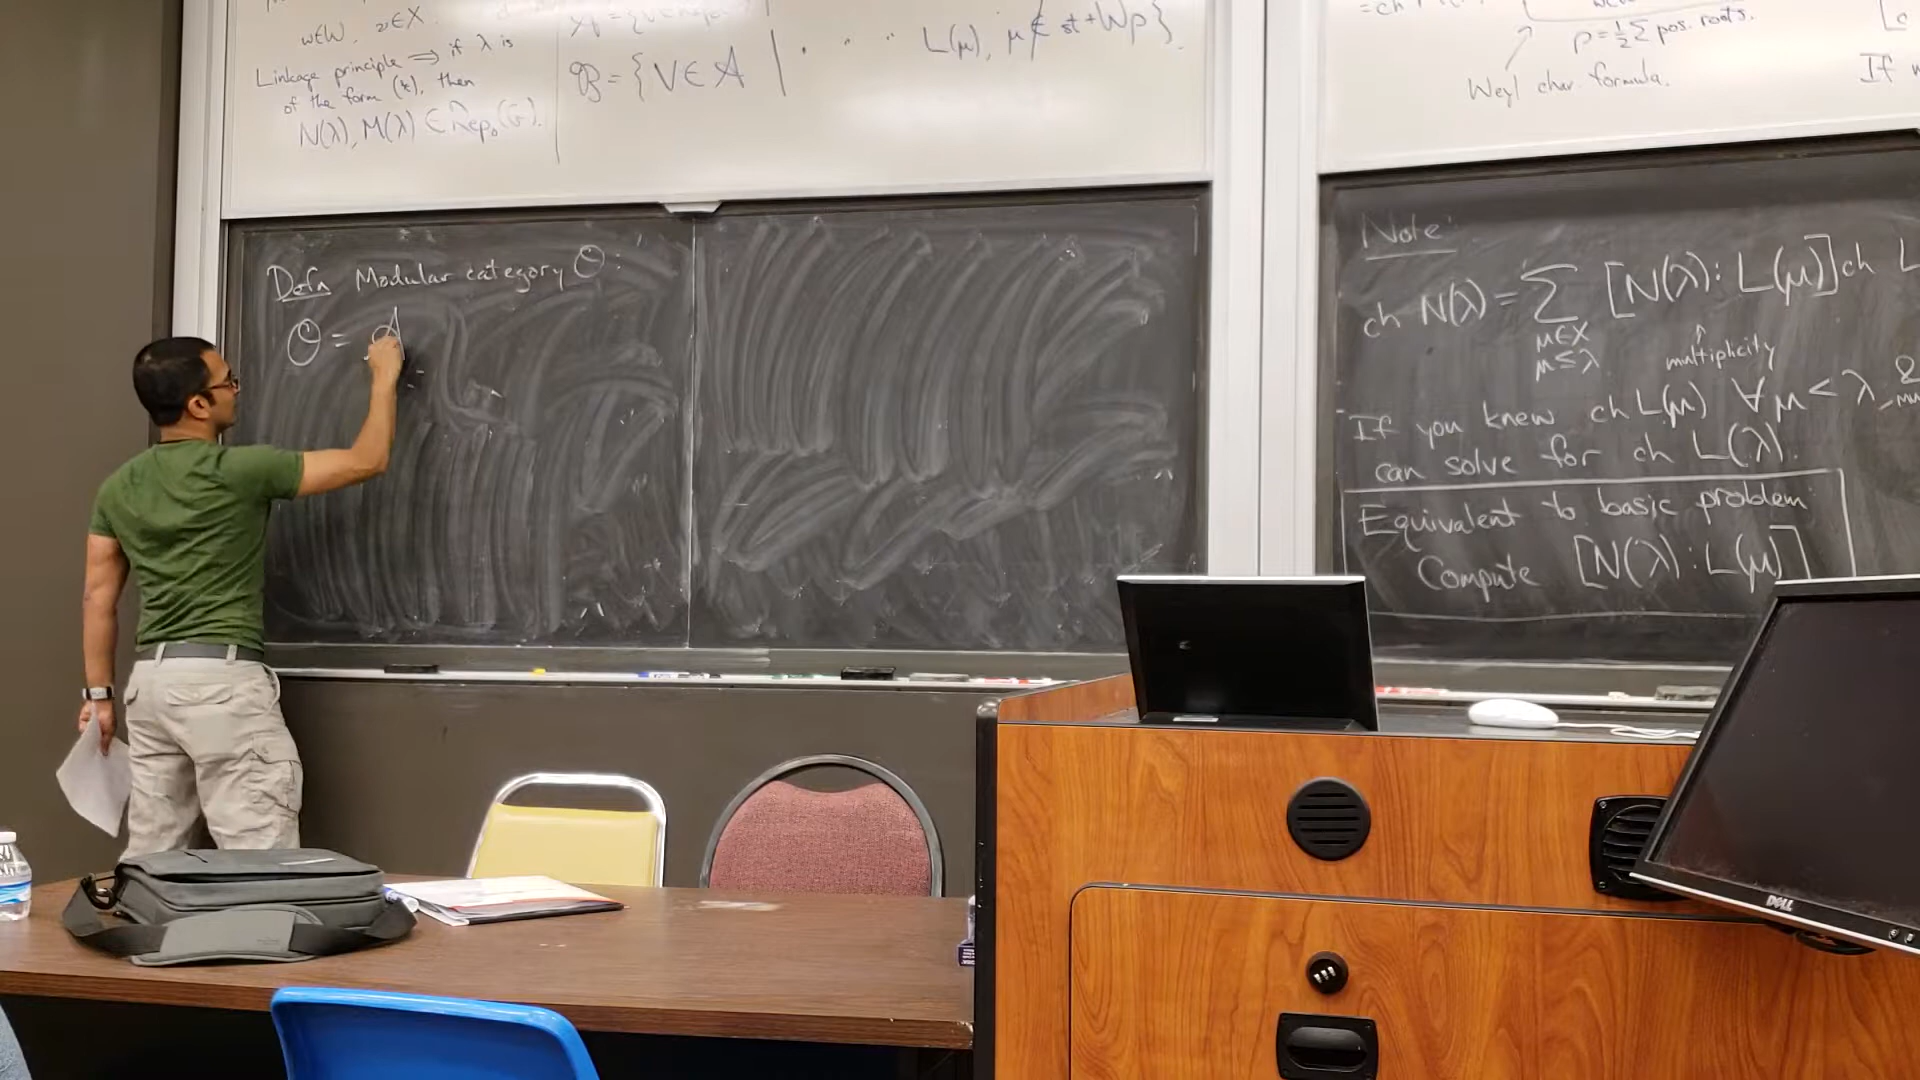 w∈W, ν∈X.
Linkage principle ⟹ if λ is
of the form (*), then
N(λ), M(λ) ∈ Rep₀(G).
B = {V∈A | · · · L(μ), μ∉ st+Wρ}.
ρ = ½ Σ pos. roots.
Weyl char. formula.
If
Defn Modular category O:
O = A
Note:
ch N(λ) = Σ [N(λ): L(μ)] ch L
μ∈X
μ≤λ
multiplicity
If you knew ch L(μ) ∀ μ < λ &
can solve for ch L(λ).
Equivalent to basic problem:
Compute [N(λ): L(μ)]
DELL